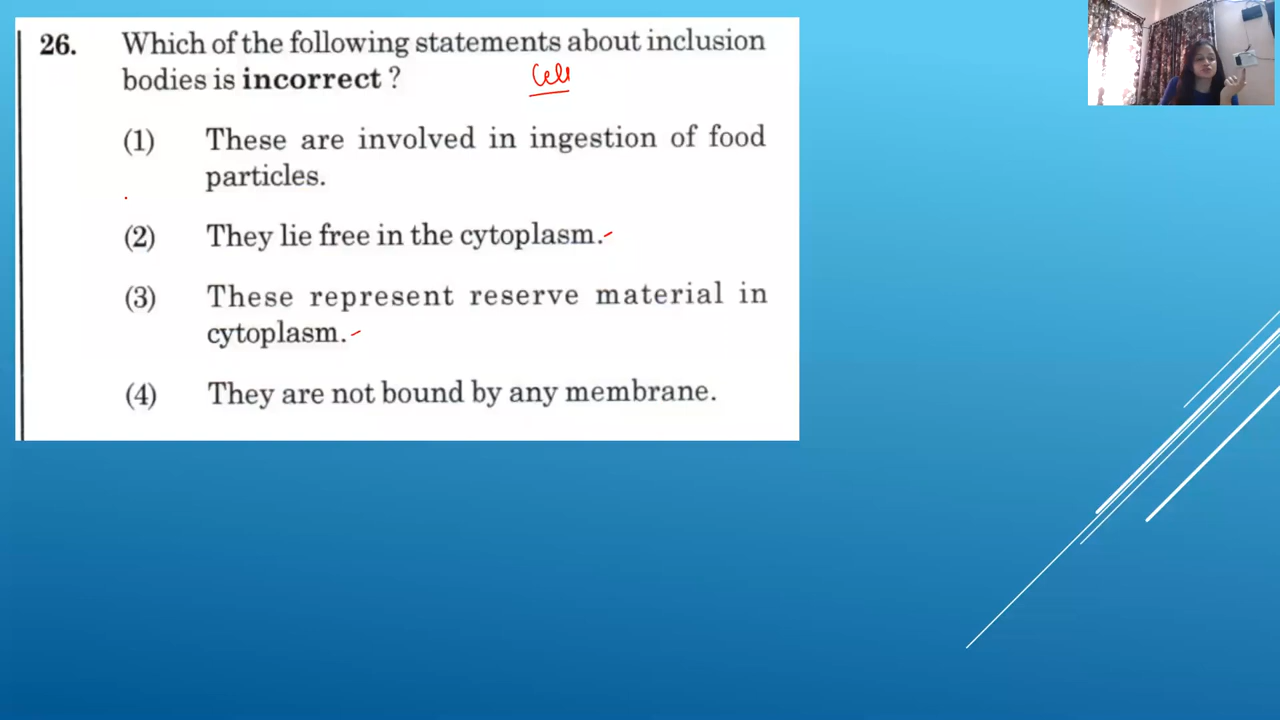 26. Which of the following statements about inclusion
bodies is incorrect ?
Cell
(1) These are involved in ingestion of food
particles.
(2) They lie free in the cytoplasm.
(3) These represent reserve material in
cytoplasm.
(4) They are not bound by any membrane.